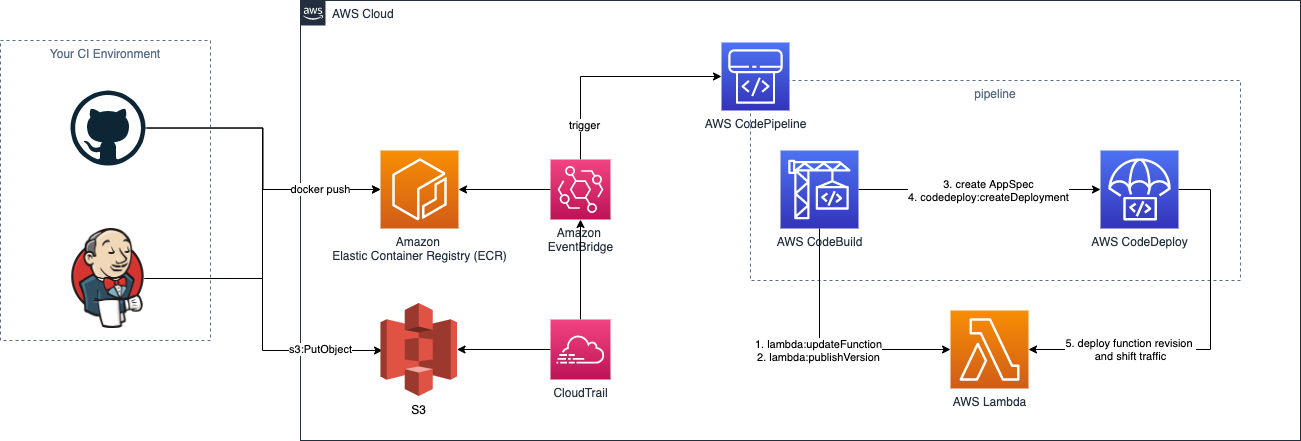 aws
AWS Cloud
Your CI Environment
docker push
s3:PutObject
Amazon
Elastic Container Registry (ECR)
S3
trigger
Amazon
EventBridge
CloudTrail
AWS CodePipeline
pipeline
AWS CodeBuild
3. create AppSpec
4. codedeploy:createDeployment
AWS CodeDeploy
1. lambda:updateFunction
2. lambda:publishVersion
AWS Lambda
5. deploy function revision
and shift traffic